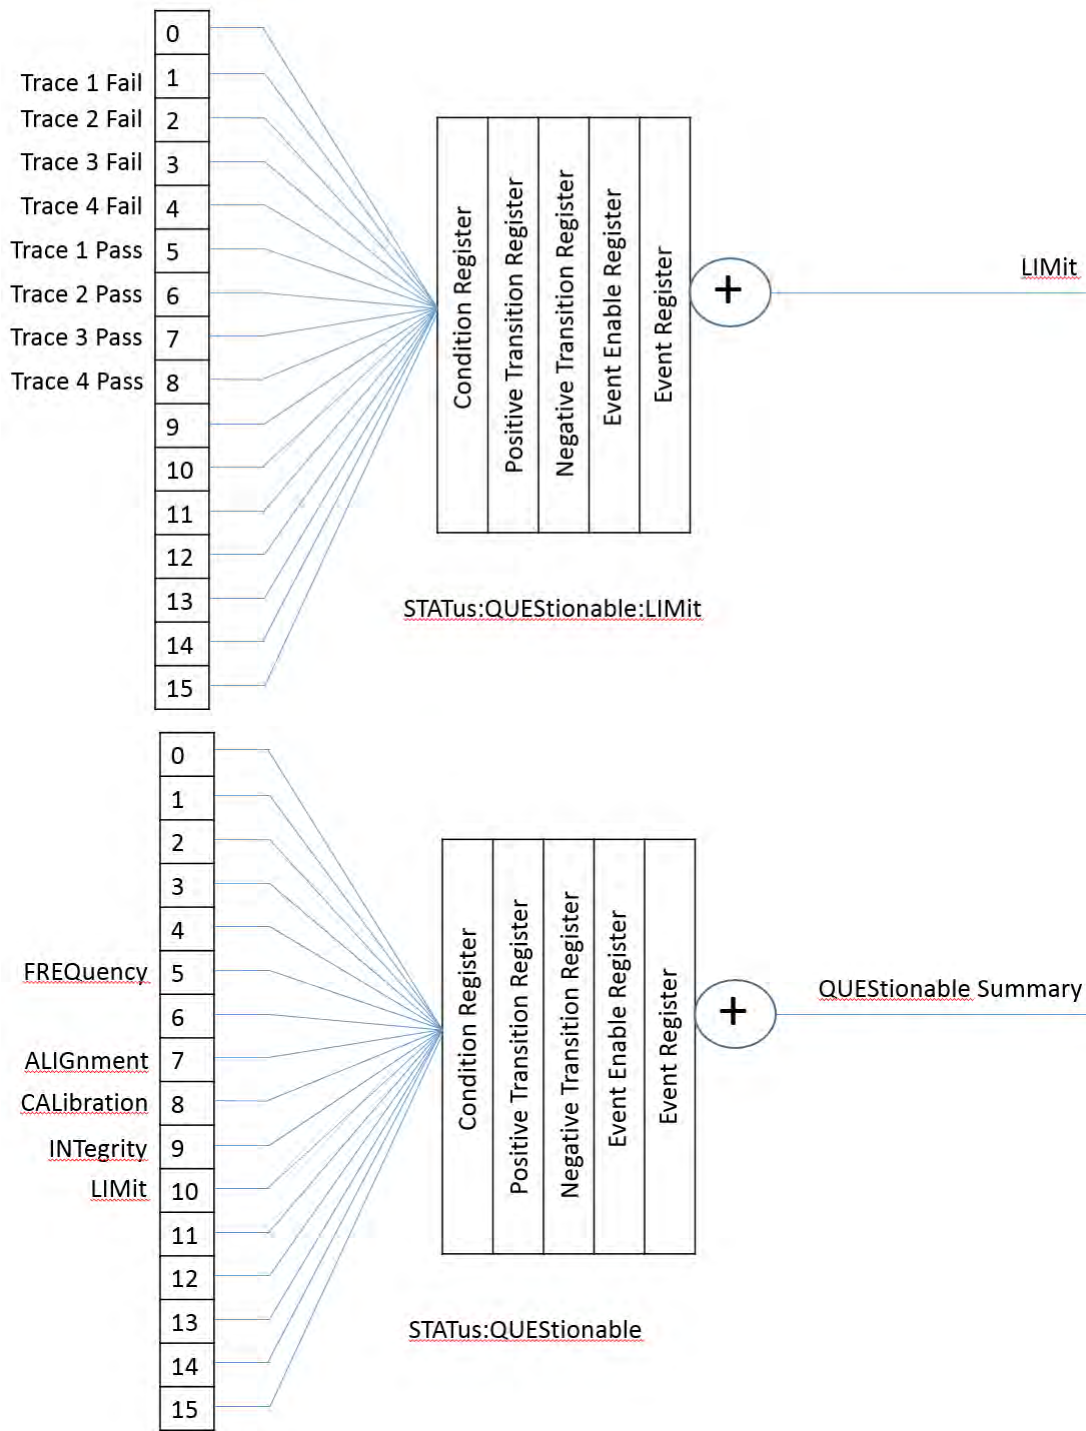 0
Trace 1 Fail 1
Trace 2 Fail 2
Trace 3 Fail 3
Trace 4 Fail 4
Trace 1 Pass 5
Trace 2 Pass 6
Trace 3 Pass 7
Trace 4 Pass 8
9
10
11
12
13
14
15
Condition Register
Positive Transition Register
Negative Transition Register
Event Enable Register
Event Register
+
LIMit
STATus:QUEStionable:LIMit
0
1
2
3
4
FREQuency 5
6
ALIGnment 7
CALibration 8
INTegrity 9
LIMit 10
11
12
13
14
15
Condition Register
Positive Transition Register
Negative Transition Register
Event Enable Register
Event Register
+
QUEStionable Summary
STATus:QUEStionable